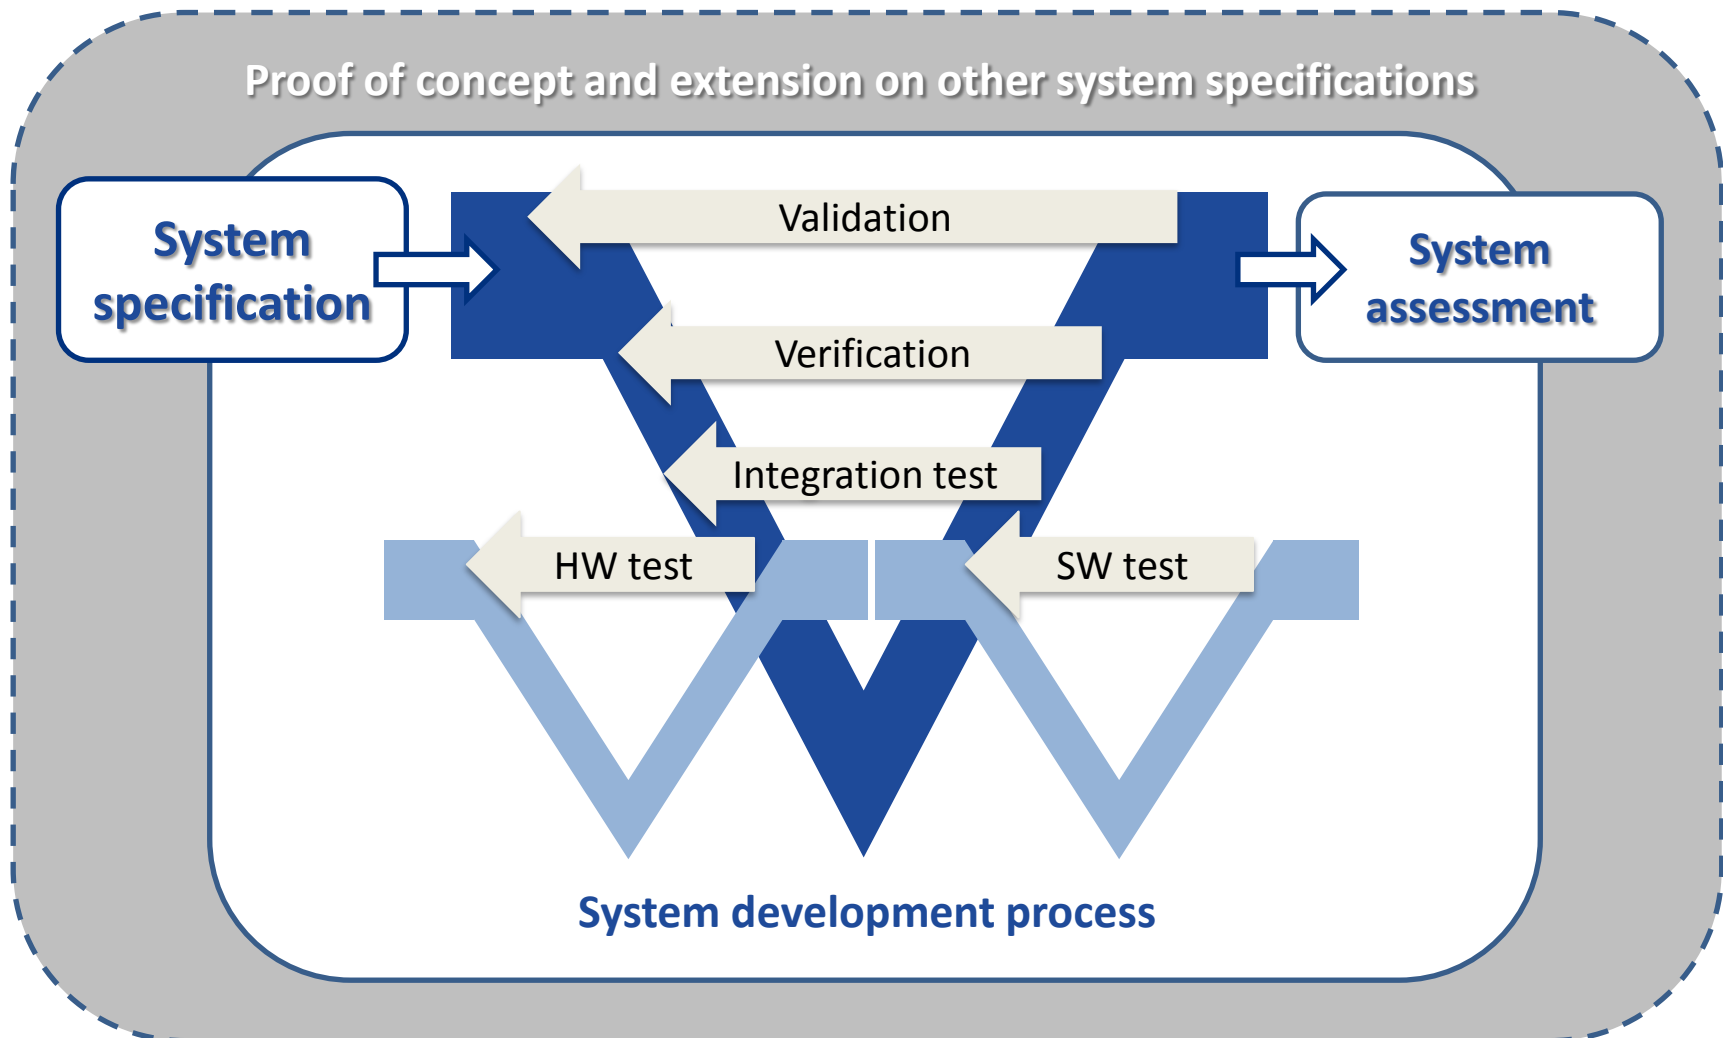 Proof of concept and extension on other system specifications
System
specification
Validation
System
assessment
Verification
Integration test
HW test
SW test
System development process